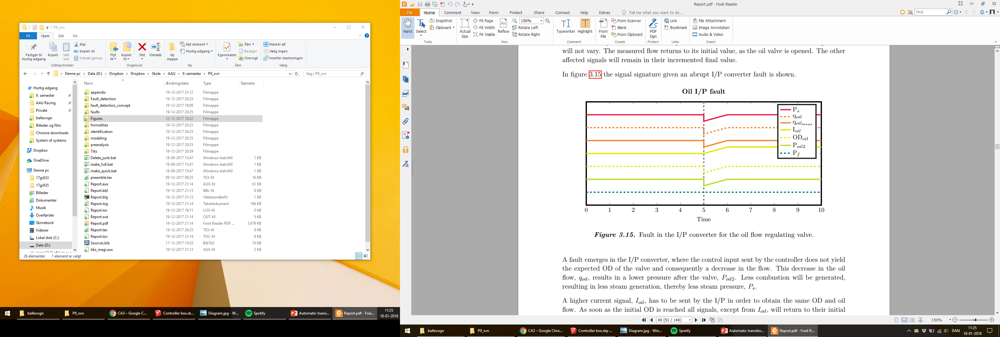 P9_svn
Fil
Hjem
Del
Vis
Fastgør til
Hurtig adgang
Kopiér
Sæt
ind
Klip
Kopiér sti
Indsæt genvej
Udklipsholder
Flyt
til
Kopiér
til
Slet
Omdøb
Organiser
Ny
mappe
Nyt element
Hurtig adgang
Ny
Egenskaber
Åbn
Rediger
Oversigt
Åbn
Markér alt
Vælg ingen
Inverter markeringen
Vælg
Denne pc > Data (D:) > Dropbox > Dropbox > Skole > AAU > 9. semester > P9_svn
Søg i P9_svn
Navn Ændringsdato Type Størrelse
Hurtig adgang
9. semester
AAU Racing
Private
ballevogn
Billeder og film
Chrome downloads
System of systems
Dropbox
OneDrive
Denne pc
17gr833
17gr935
Billeder
Dokumenter
Musik
Overførsler
Skrivebord
Videoer
Lokal disk (C:)
Data (D:)
appendix 19-12-2017 21:12 Filmappe
Fault_detection 19-12-2017 20:25 Filmappe
fault_detection_concept 19-12-2017 18:09 Filmappe
faults 19-12-2017 20:25 Filmappe
Figures 12-12-2017 16:22 Filmappe
formalities 19-12-2017 20:25 Filmappe
identification 19-12-2017 20:25 Filmappe
modeling 19-12-2017 20:25 Filmappe
preanalysis 19-12-2017 20:25 Filmappe
Tikz 19-12-2017 20:59 Filmappe
Delete_junk.bat 18-09-2017 15:47 Windows-batchfil 1 KB
make_full.bat 18-09-2017 15:47 Windows-batchfil 1 KB
make_quick.bat 18-09-2017 15:47 Windows-batchfil 1 KB
preamble.tex 09-12-2017 09:25 TEX-fil 16 KB
Report.aux 19-12-2017 21:14 AUX-fil 61 KB
Report.bbl 19-12-2017 21:13 BBL-fil 8 KB
Report.blg 19-12-2017 21:13 Ydelsesmålerfil 1 KB
Report.log 19-12-2017 21:14 Tekstdokument 166 KB
Report.lox 19-12-2017 18:11 LOX-fil 0 KB
Report.out 19-12-2017 21:14 OUT-fil 5 KB
Report.pdf 19-12-2017 21:14 Foxit Reader PDF ... 5.679 KB
Report.tex 19-12-2017 20:25 TEX-fil 8 KB
Report.toc 19-12-2017 21:14 TOC-fil 8 KB
Sources.bib 17-12-2017 15:53 BibTeX 10 KB
tikz_magi.aux 19-12-2017 21:13 AUX-fil 2 KB
26 elementer 1 element er valgt
ballevogn
P9_svn
CA3 – Google C...
Controller box.sk...
Diagram.jpg - W...
Spotify
Automatic transi...
Report.pdf - Foxi...
11:25
18-01-2018
Report.pdf - Foxit Reader
File
Home
Comment
View
Form
Protect
Share
Connect
Help
Extras
Tell me what you want to do...
Find
Hand
Select
SnapShot
Clipboard
Tools
Actual
Size
Fit Page
Fit Width
Fit Visible
Reflow
150%
Rotate Left
Rotate Right
View
Typewriter
Highlight
Comment
From
File
From Scanner
Blank
From Clipboard
Create
PDF
Sign
Protect
Link
Bookmark
Links
File Attachment
Image Annotation
Audio & Video
Insert
will not vary. The measured flow returns to its initial value, as the oil valve is opened. The other
affected signals will remain in their incremented final value.
In figure 3.15 the signal signature given an abrupt I/P converter fault is shown.
Oil I/P fault
P_s
q_oil
q_oil_meas
I_oil
OD_oil
P_oil2
P_f
0 1 2 3 4 5 6 7 8 9 10
Time
Figure 3.15. Fault in the I/P converter for the oil flow regulating valve.
A fault emerges in the I/P converter, where the control input sent by the controller does not yield
the expected OD of the valve and consequently a decrease in the flow. This decrease in the oil
flow, q_oil, results in a lower pressure after the valve, P_oil2. Less combustion will be generated,
resulting in less steam generation, thereby less steam pressure, P_s.
A higher current signal, I_oil, has to be sent by the I/P in order to obtain the same OD and oil
flow. As soon as the initial OD is reached all signals, except from I_oil, will return to their initial
40 (51 / 140)
150%
ballevogn
P9_svn
CA3 – Google Chro...
Controller box.skp ...
Diagram.jpg - Win...
Spotify
Automatic transitio...
Report.pdf - Foxit R...
DAN
11:25
18-01-2018